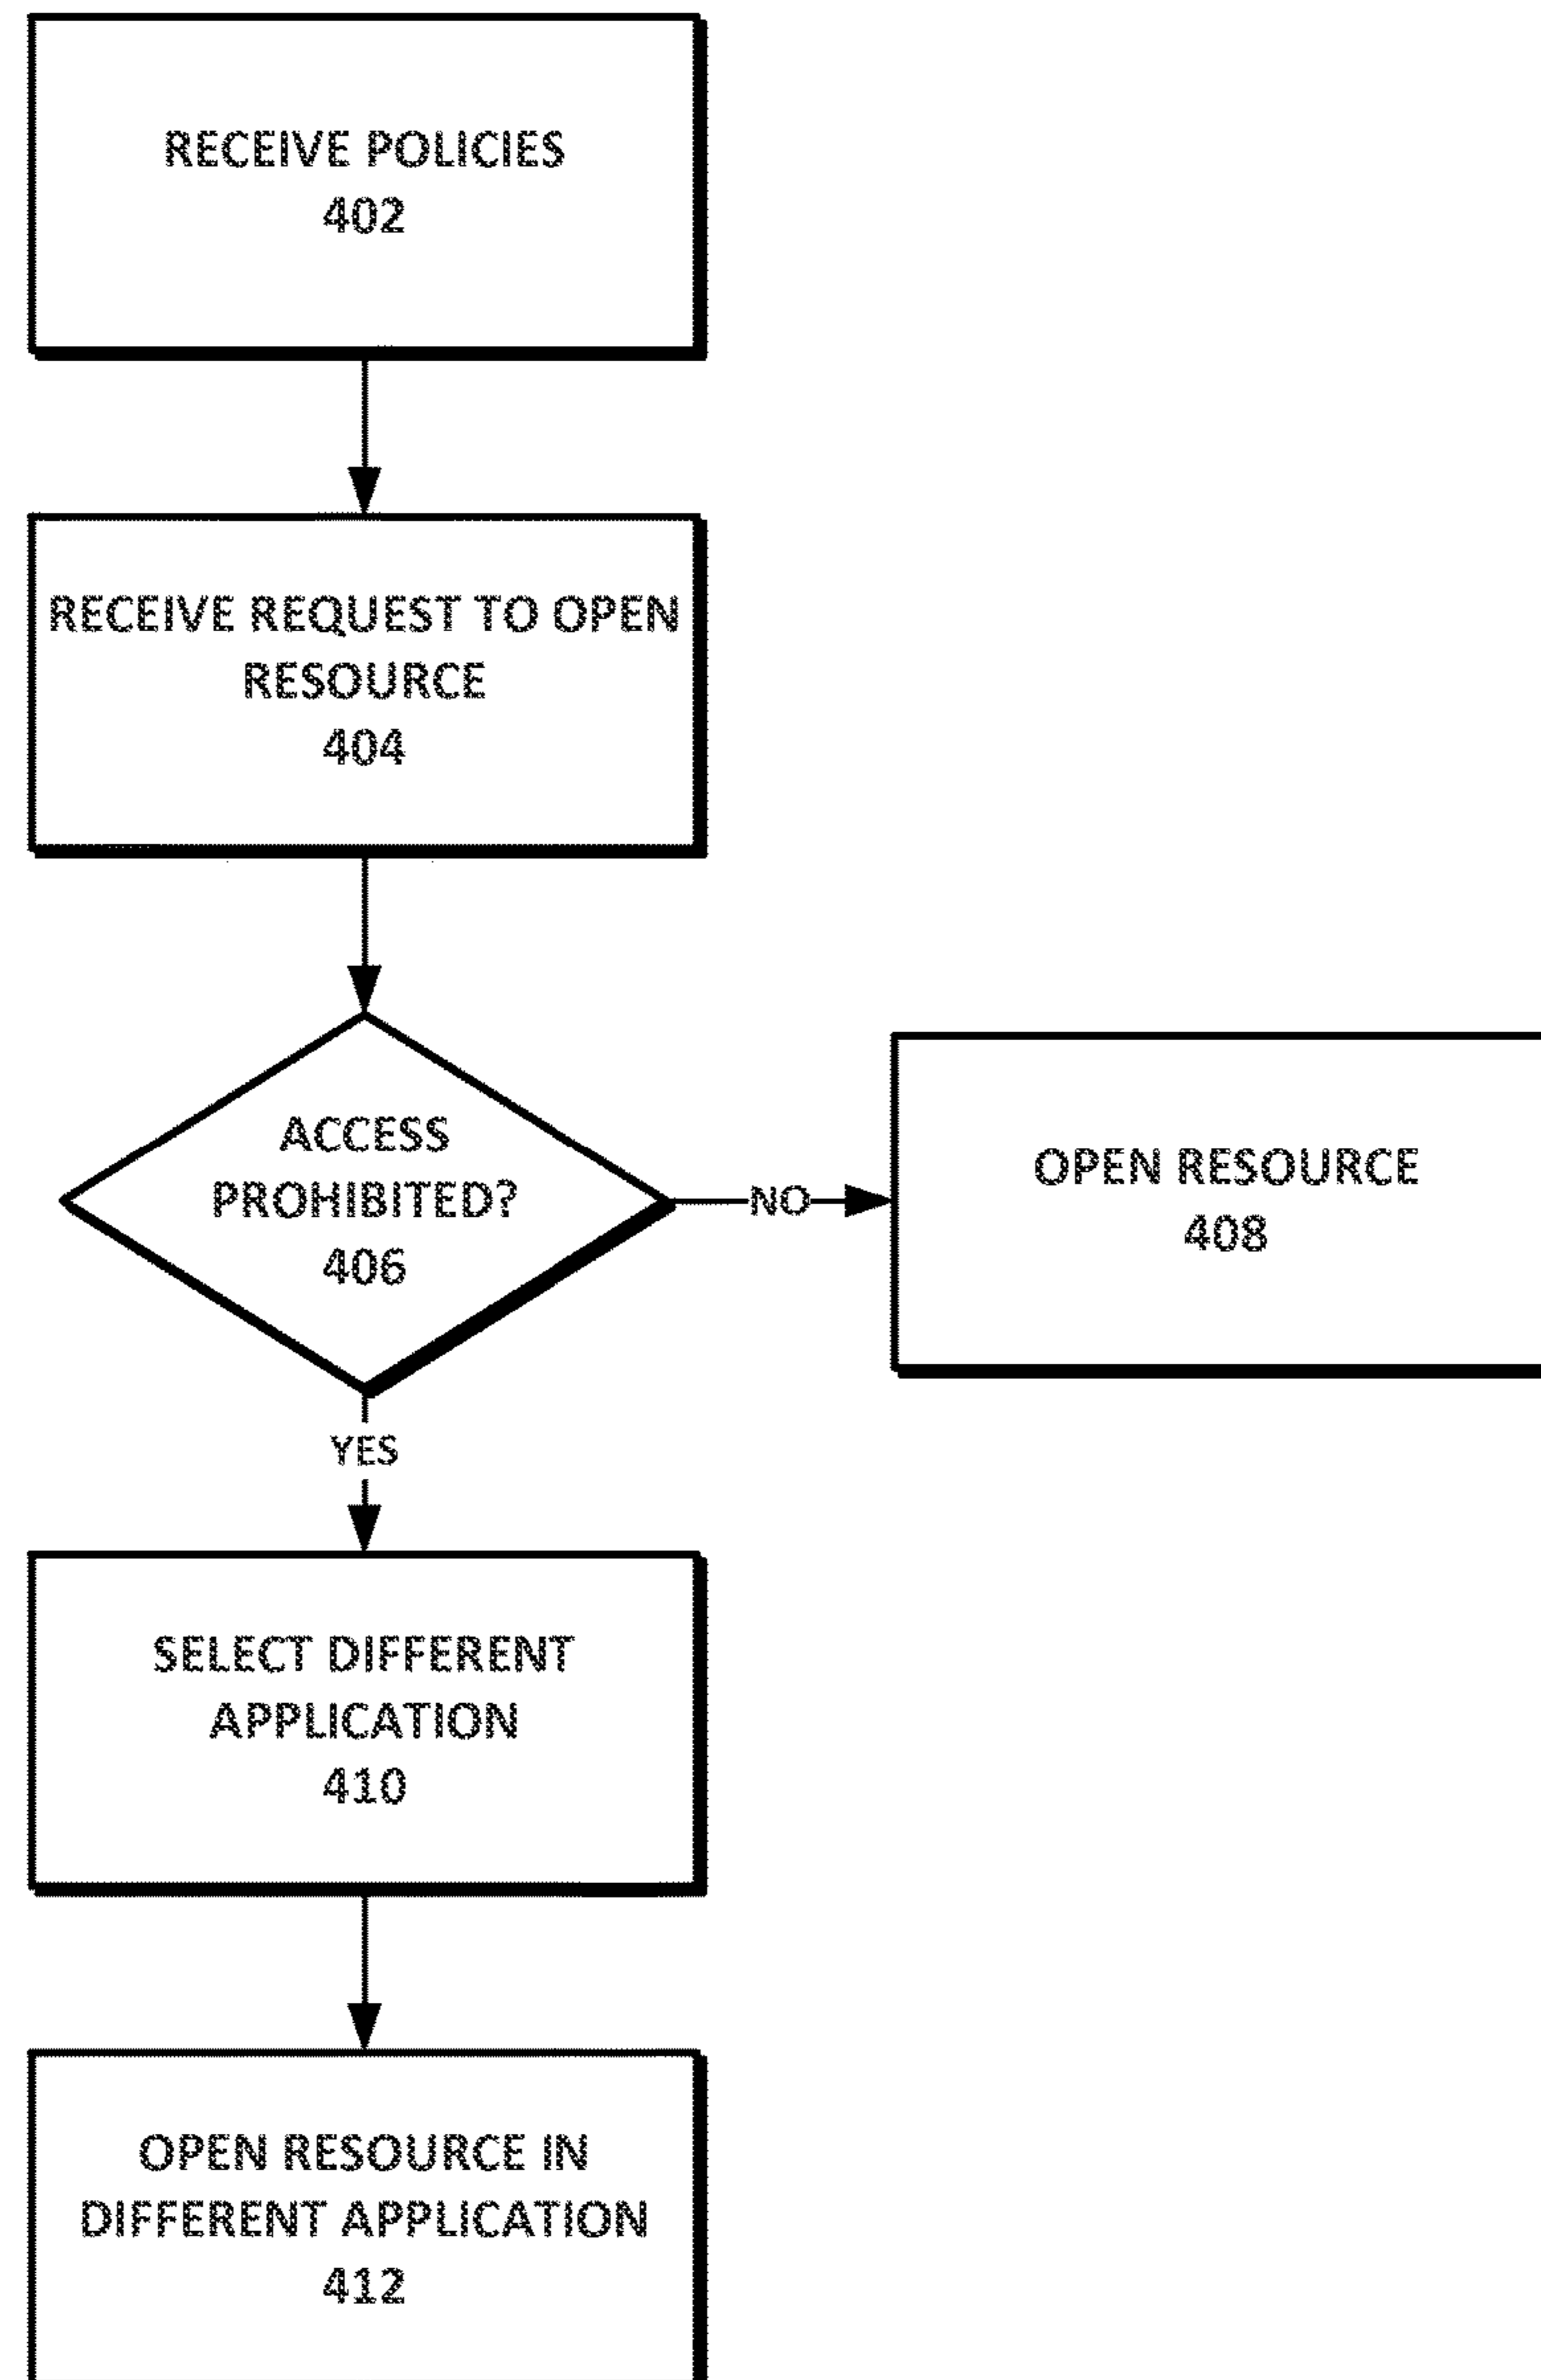 RECEIVE POLICIES
402
RECEIVE REQUEST TO OPEN
RESOURCE
404
ACCESS
PROHIBITED?
406
NO
OPEN RESOURCE
408
YES
SELECT DIFFERENT
APPLICATION
410
OPEN RESOURCE IN
DIFFERENT APPLICATION
412